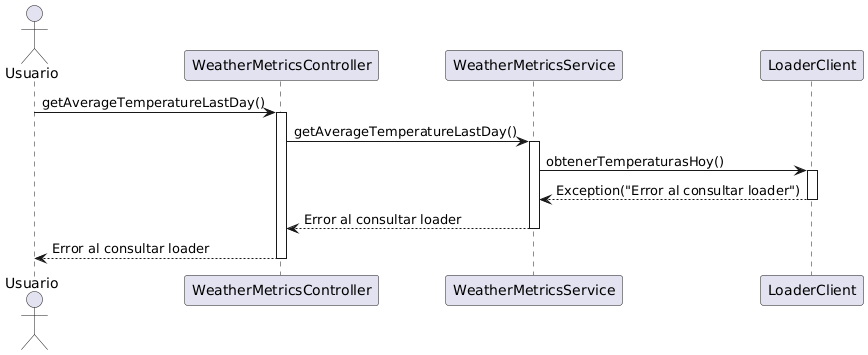 Usuario
WeatherMetricsController
WeatherMetricsService
LoaderClient
getAverageTemperatureLastDay()
getAverageTemperatureLastDay()
obtenerTemperaturasHoy()
Exception("Error al consultar loader")
Error al consultar loader
Error al consultar loader
Usuario
WeatherMetricsController
WeatherMetricsService
LoaderClient